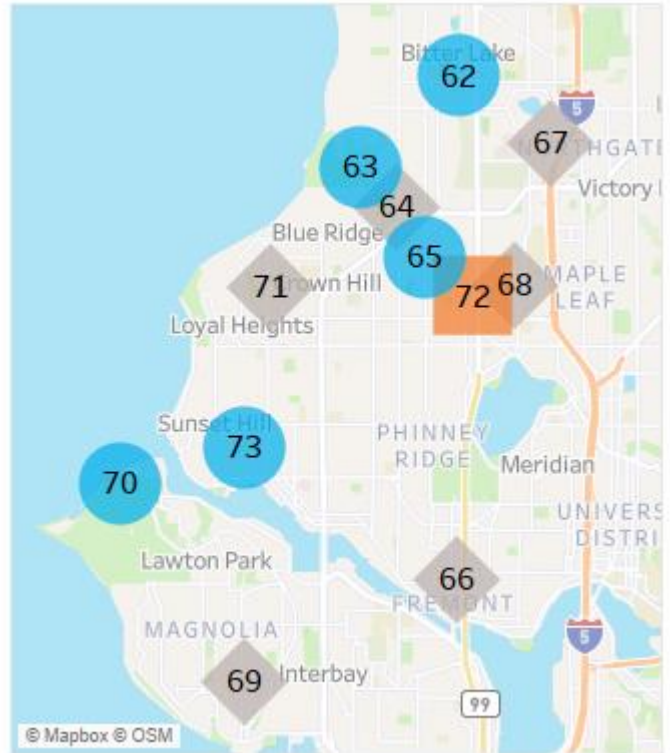 Bitter Lake
62
5
67
NORTHGATE
63
Victory
64
Blue Ridge
65
71
Crown Hill
72
68
MAPLE
LEAF
Loyal Heights
Sunset Hill
73
PHINNEY
RIDGE
Meridian
70
UNIVERS
DISTRI
Lawton Park
66
FREMONT
MAGNOLIA
5
69
Interbay
99
© Mapbox © OSM